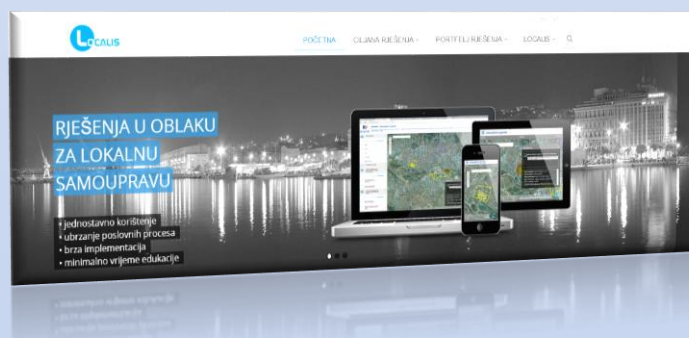 LOCALIS
POČETNA CILJANA RJEŠENJA PORTFELJ RJEŠENJA LOCALIS
RJEŠENJA U OBLAKU
ZA LOKALNU
SAMOUPRAVU
• jednostavno korištenje
• ubrzanje poslovnih procesa
• brza implementacija
• minimalno vrijeme edukacije